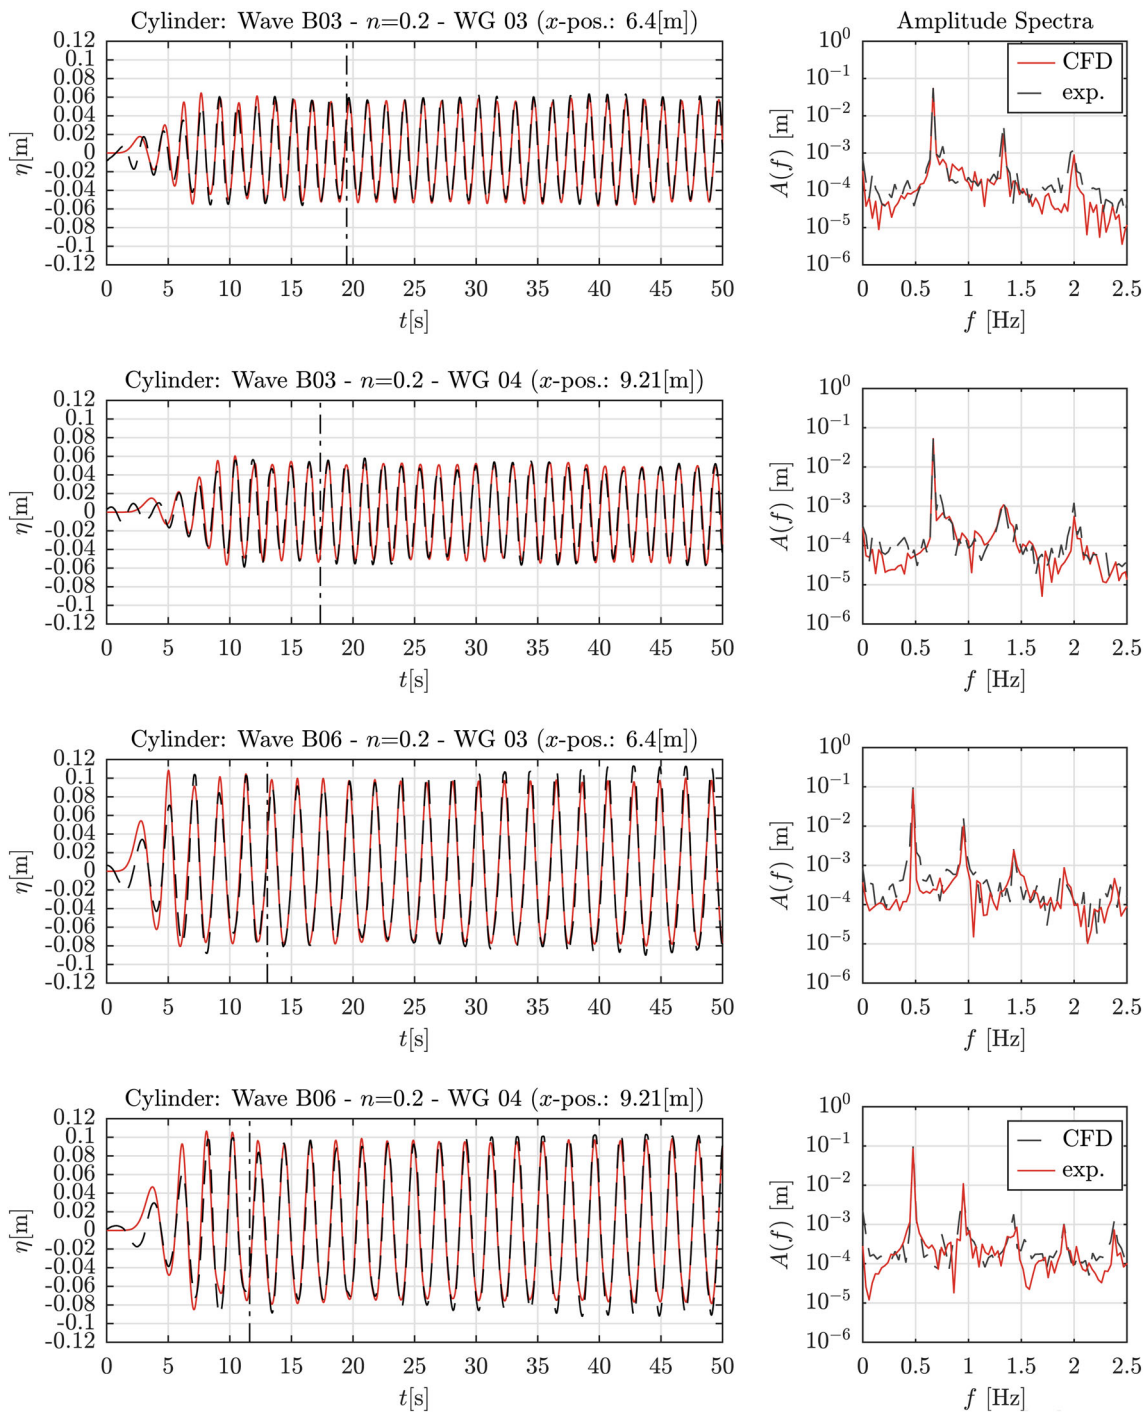 Cylinder: Wave B03 - n=0.2 - WG 03 (x-pos.: 6.4[m])
0.12
0.1
0.08
0.06
0.04
0.02
0
-0.02
-0.04
-0.06
-0.08
-0.1
-0.12
η[m]
0 5 10 15 20 25 30 35 40 45 50
t[s]
Amplitude Spectra
10^0
10^-1
10^-2
10^-3
10^-4
10^-5
10^-6
A(f) [m]
CFD
exp.
0 0.5 1 1.5 2 2.5
f [Hz]
Cylinder: Wave B03 - n=0.2 - WG 04 (x-pos.: 9.21[m])
0.12
0.1
0.08
0.06
0.04
0.02
0
-0.02
-0.04
-0.06
-0.08
-0.1
-0.12
η[m]
0 5 10 15 20 25 30 35 40 45 50
t[s]
10^0
10^-1
10^-2
10^-3
10^-4
10^-5
10^-6
A(f) [m]
0 0.5 1 1.5 2 2.5
f [Hz]
Cylinder: Wave B06 - n=0.2 - WG 03 (x-pos.: 6.4[m])
0.12
0.1
0.08
0.06
0.04
0.02
0
-0.02
-0.04
-0.06
-0.08
-0.1
-0.12
η[m]
0 5 10 15 20 25 30 35 40 45 50
t[s]
10^0
10^-1
10^-2
10^-3
10^-4
10^-5
10^-6
A(f) [m]
0 0.5 1 1.5 2 2.5
f [Hz]
Cylinder: Wave B06 - n=0.2 - WG 04 (x-pos.: 9.21[m])
0.12
0.1
0.08
0.06
0.04
0.02
0
-0.02
-0.04
-0.06
-0.08
-0.1
-0.12
η[m]
0 5 10 15 20 25 30 35 40 45 50
t[s]
10^0
10^-1
10^-2
10^-3
10^-4
10^-5
10^-6
A(f) [m]
CFD
exp.
0 0.5 1 1.5 2 2.5
f [Hz]